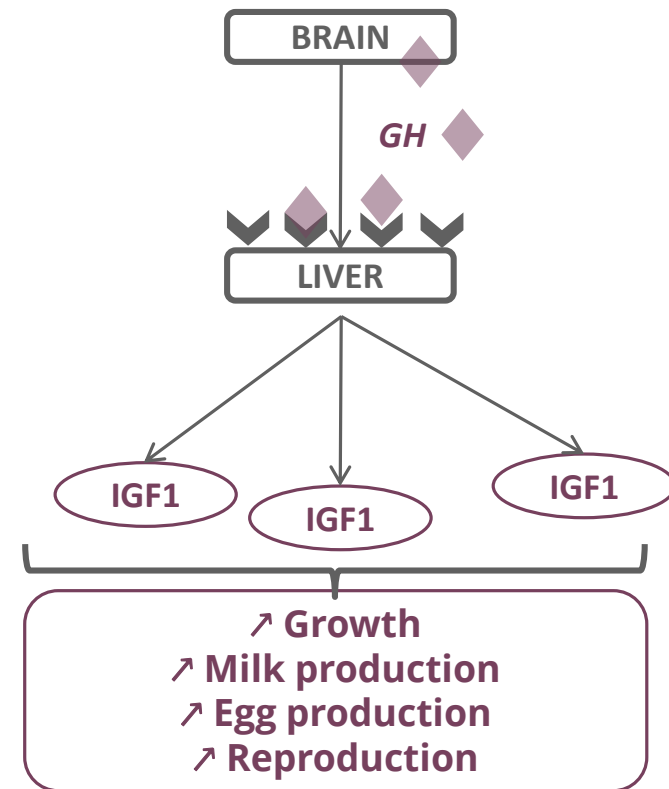 BRAIN
GH
LIVER
IGF1
IGF1
IGF1
↗ Growth
↗ Milk production
↗ Egg production
↗ Reproduction